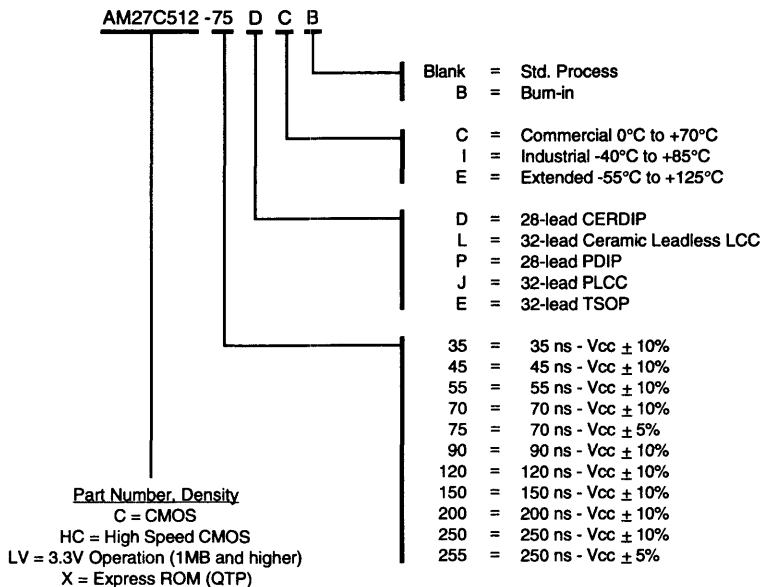 AM27C512 -75 D C B
Blank = Std. Process
B = Burn-in
C = Commercial 0°C to +70°C
I = Industrial -40°C to +85°C
E = Extended -55°C to +125°C
D = 28-lead CERDIP
L = 32-lead Ceramic Leadless LCC
P = 28-lead PDIP
J = 32-lead PLCC
E = 32-lead TSOP
35 = 35 ns - Vcc ± 10%
45 = 45 ns - Vcc ± 10%
55 = 55 ns - Vcc ± 10%
70 = 70 ns - Vcc ± 10%
75 = 70 ns - Vcc ± 5%
90 = 90 ns - Vcc ± 10%
120 = 120 ns - Vcc ± 10%
150 = 150 ns - Vcc ± 10%
200 = 200 ns - Vcc ± 10%
250 = 250 ns - Vcc ± 10%
255 = 250 ns - Vcc ± 5%
Part Number, Density
C = CMOS
HC = High Speed CMOS
LV = 3.3V Operation (1MB and higher)
X = Express ROM (QTP)